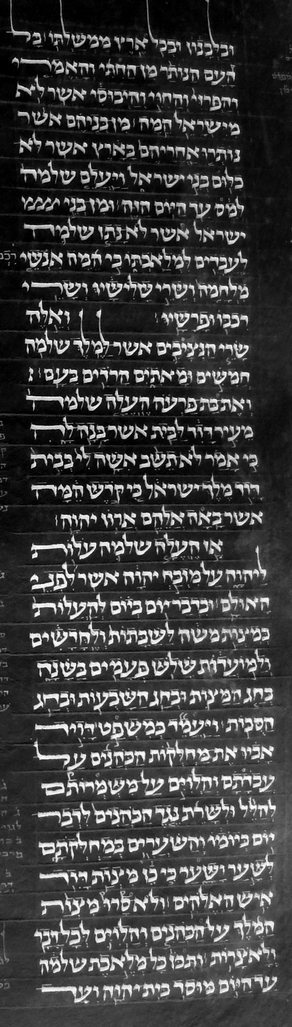 ובלבנון ובכל ארץ ממשלתו כל
העם הנותר מן החתי והאמרי
והפרזי והחוי והיבוסי אשר לא
מישראל המה מן בניהם אשר
נותרו אחריהם בארץ אשר לא
כלום בני ישראל ויעלם שלמה
למס עד היום הזה ומן בני
ישראל אשר לא נתן שלמה
לעבדים למלאכתו כי המה אנשי
מלחמה ושרי שלישיו ושרי
רכבו ופרשיו ואלה
שרי הנציבים אשר למלך שלמה
חמשים ומאתים הרדים בעם
ואת בת פרעה העלה שלמה
מעיר דויד לבית אשר בנה לה
כי אמר לא תשב אשה לי בבית
דויד מלך ישראל כי קדש המה
אשר באה אליהם ארון יהוה
אז העלה שלמה עלות
ליהוה על מזבח יהוה אשר לפני
האולם ובדבר יום ביום להעלות
כמצות משה לשבתות ולחדשים
ולמועדות שלש פעמים בשנה
בחג המצות ובחג השבעות ובחג
הסכות ויעמד כמשפט דויד
אביו את מחלקות הכהנים על
עבדתם והלוים על משמרותם
להלל ולשרת נגד הכהנים לדבר
יום ביומו והשערים במחלקתם
לשער ושער כי כן מצות דויד
איש האלהים ולא סרו מצות
המלך על הכהנים והלוים לכל דבר
ולאצרות ותכן כל מלאכת שלמה
עד היום מוסד בית יהוה ועד